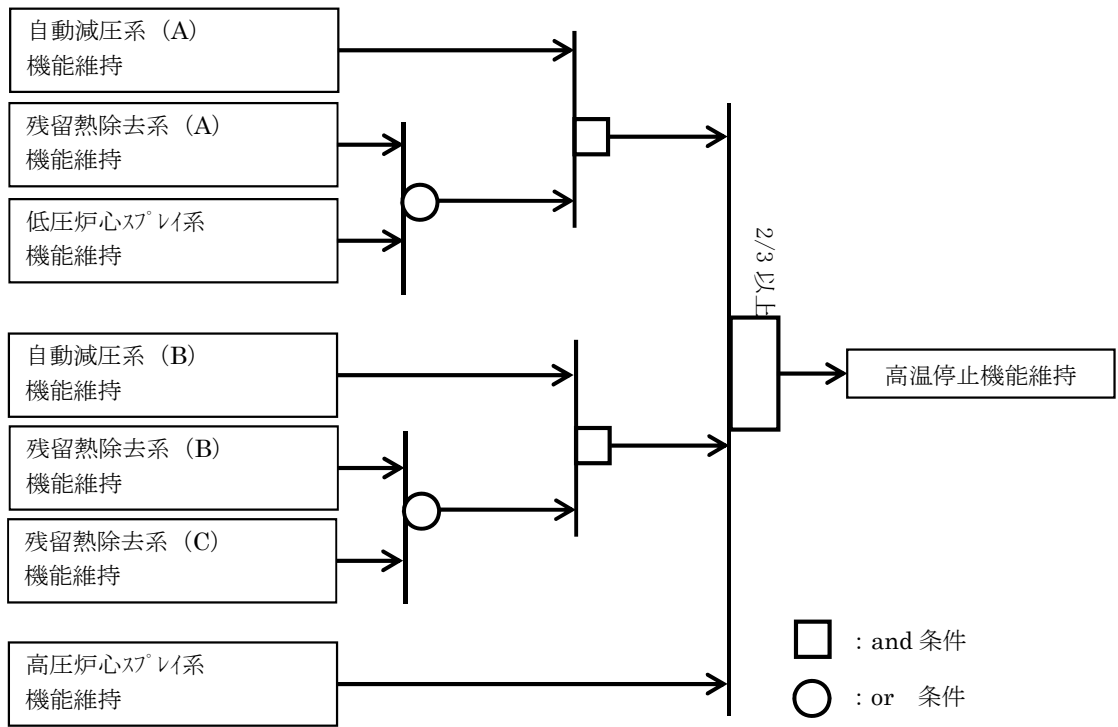 自動減圧系 (A)
機能維持
残留熱除去系 (A)
機能維持
低圧炉心ｽﾌﾟﾚｲ系
機能維持
自動減圧系 (B)
機能維持
残留熱除去系 (B)
機能維持
残留熱除去系 (C)
機能維持
高圧炉心ｽﾌﾟﾚｲ系
機能維持
2/3 以上
高温停止機能維持
: and 条件
: or 条件